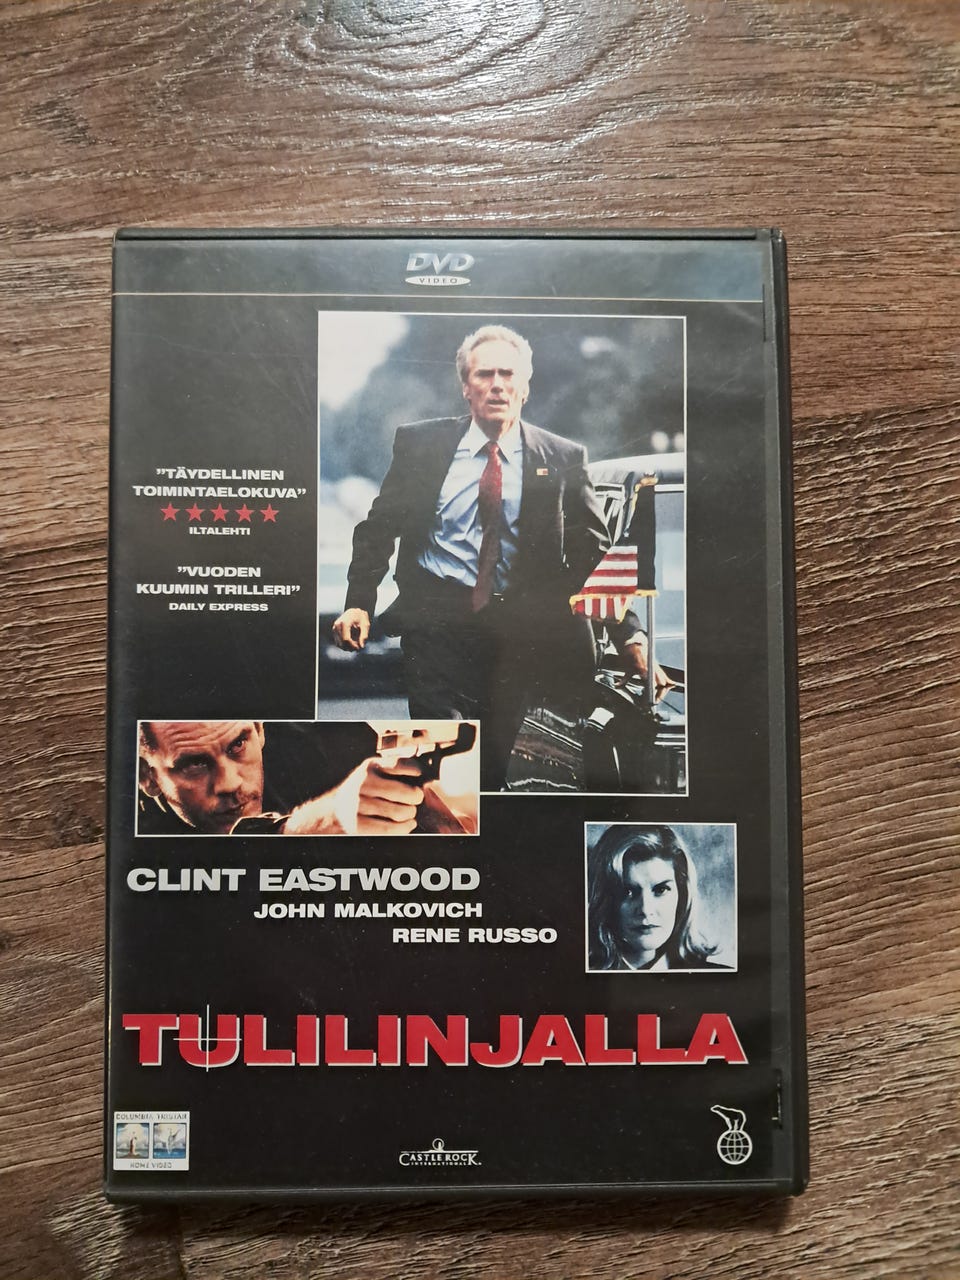 DVD
VIDEO
”TÄYDELLINEN
TOIMINTAELOKUVA”
ILTALEHTI
”VUODEN
KUUMIN TRILLERI”
DAILY EXPRESS
CLINT EASTWOOD
JOHN MALKOVICH
RENE RUSSO
TULILINJALLA
COLUMBIA TRISTAR
HOME VIDEO
CASTLE ROCK
INTERNATIONAL